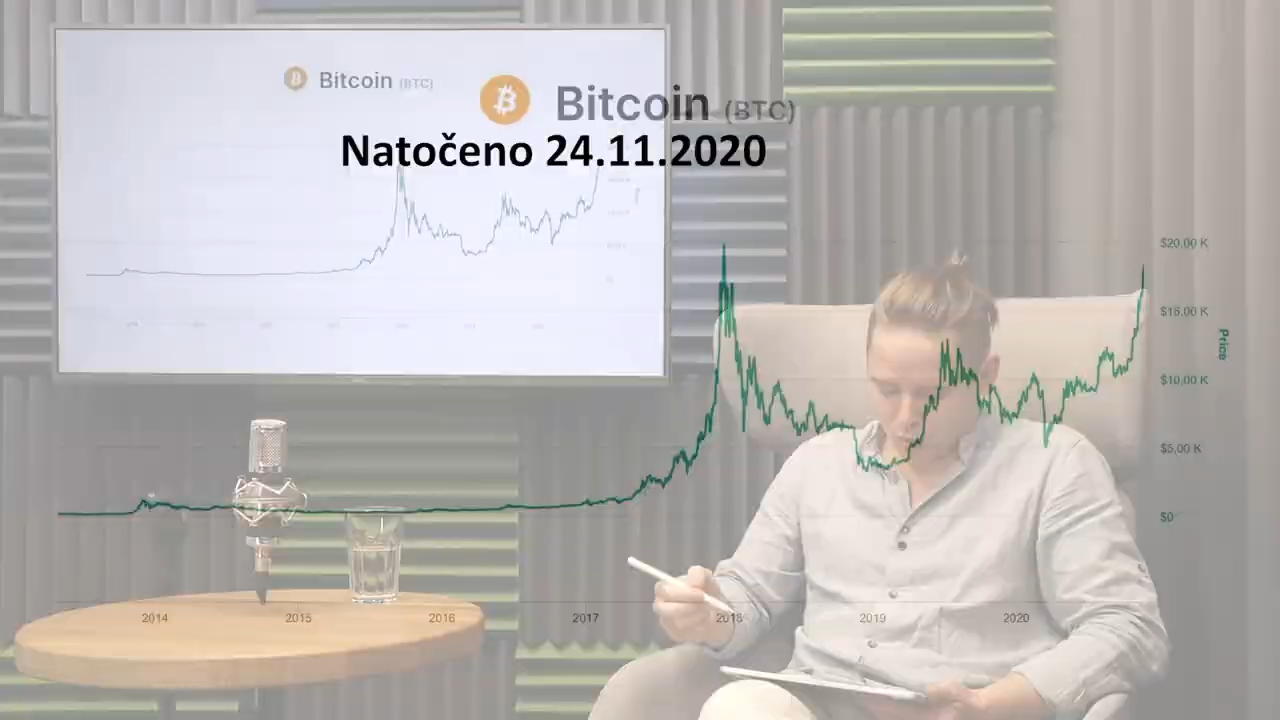 Bitcoin (BTC)
Bitcoin (BTC)
Natočeno 24.11.2020
$20,00 K
$15,00 K
$10,00 K
$5,00 K
$0
Price
2014
2015
2016
2017
2018
2019
2020